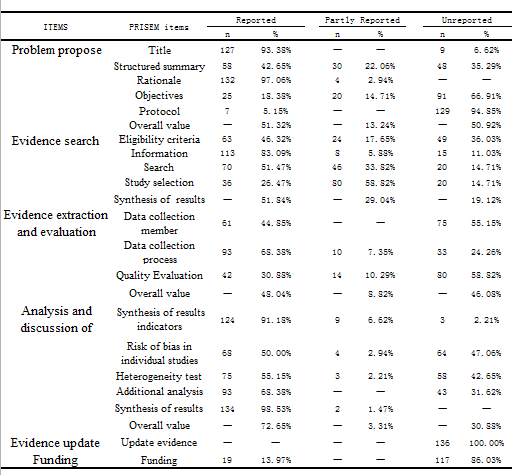 ITEMS PRISEM items Reported Partly Reported Unreported
n % n % n %
Problem propose Title 127 93.38% — — 9 6.62%
Structured summary 58 42.65% 30 22.06% 48 35.29%
Rationale 132 97.06% 4 2.94% — —
Objectives 25 18.38% 20 14.71% 91 66.91%
Protocol 7 5.15% — — 129 94.85%
Overall value — 51.32% — 13.24% — 50.92%
Evidence search Eligibility criteria 63 46.32% 24 17.65% 49 36.03%
Information 113 83.09% 8 5.88% 15 11.03%
Search 70 51.47% 46 33.82% 20 14.71%
Study selection 36 26.47% 80 58.82% 20 14.71%
Synthesis of results — 51.84% — 29.04% — 19.12%
Evidence extraction and evaluation Data collection member 61 44.85% — — 75 55.15%
Data collection process 93 68.38% 10 7.35% 33 24.26%
Quality Evaluation 42 30.88% 14 10.29% 80 58.82%
Overall value — 48.04% — 8.82% — 46.08%
Analysis and discussion of Synthesis of results indicators 124 91.18% 9 6.62% 3 2.21%
Risk of bias in individual studies 68 50.00% 4 2.94% 64 47.06%
Heterogeneity test 75 55.15% 3 2.21% 58 42.65%
Additional analysis 93 68.38% — — 43 31.62%
Synthesis of results 134 98.53% 2 1.47% — —
Overall value — 72.65% — 3.31% — 30.88%
Evidence update Update evidence — — — — 136 100.00%
Funding Funding 19 13.97% — — 117 86.03%